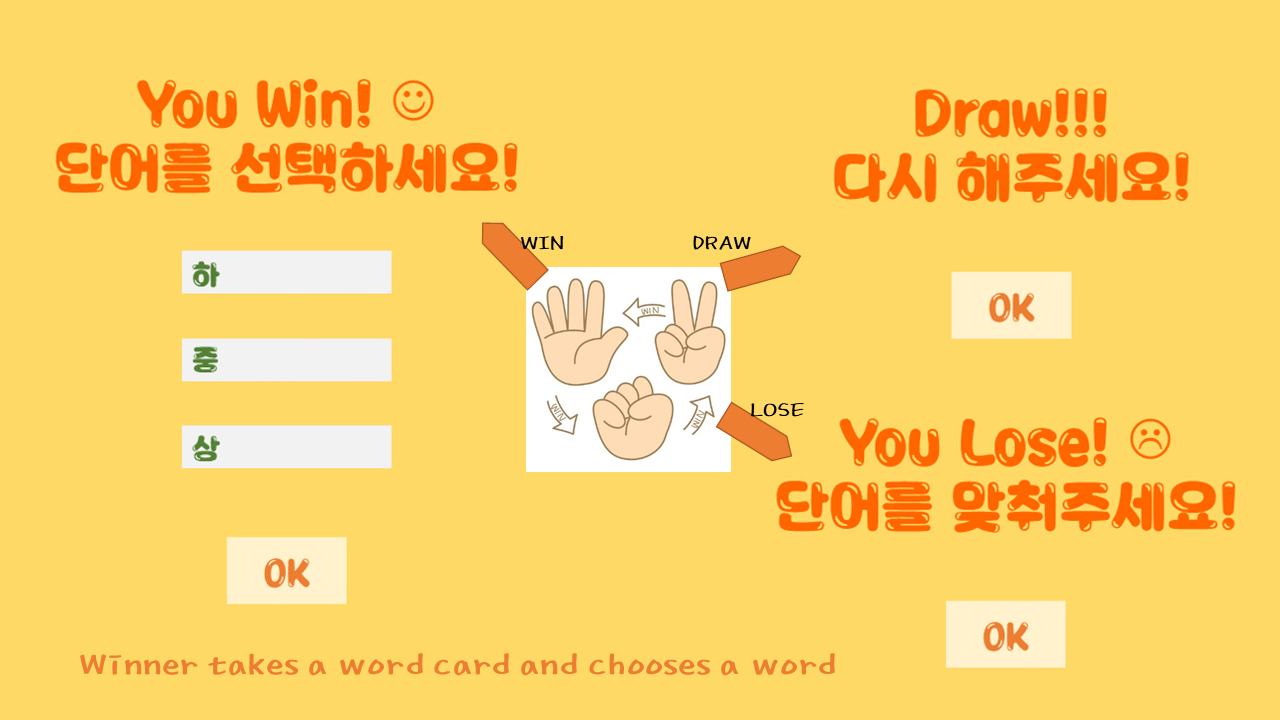 You Win! ☺
단어를 선택하세요!
하
중
상
OK
WIN
DRAW
LOSE
WIN
WIN
WIN
Draw!!!
다시 해주세요!
OK
You Lose! ☹
단어를 맞춰주세요!
OK
Winner takes a word card and chooses a word